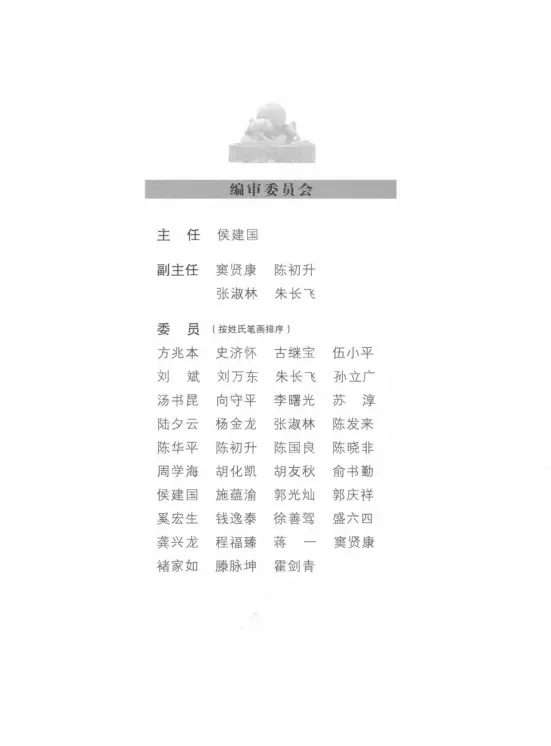 编审委员会
主 任 侯建国
副主任 窦贤康 陈初升
张淑林 朱长飞
委 员 (按姓氏笔画排序)
方兆本 史济怀 古继宝 伍小平
刘 斌 刘万东 朱长飞 孙立广
汤书昆 向守平 李曙光 苏 淳
陆夕云 杨金龙 张淑林 陈发来
陈华平 陈初升 陈国良 陈晓非
周学海 胡化凯 胡友秋 俞书勤
侯建国 施蕴渝 郭光灿 郭庆祥
奚宏生 钱逸泰 徐善驾 盛六四
龚兴龙 程福臻 蒋 一 窦贤康
褚家如 滕脉坤 霍剑青